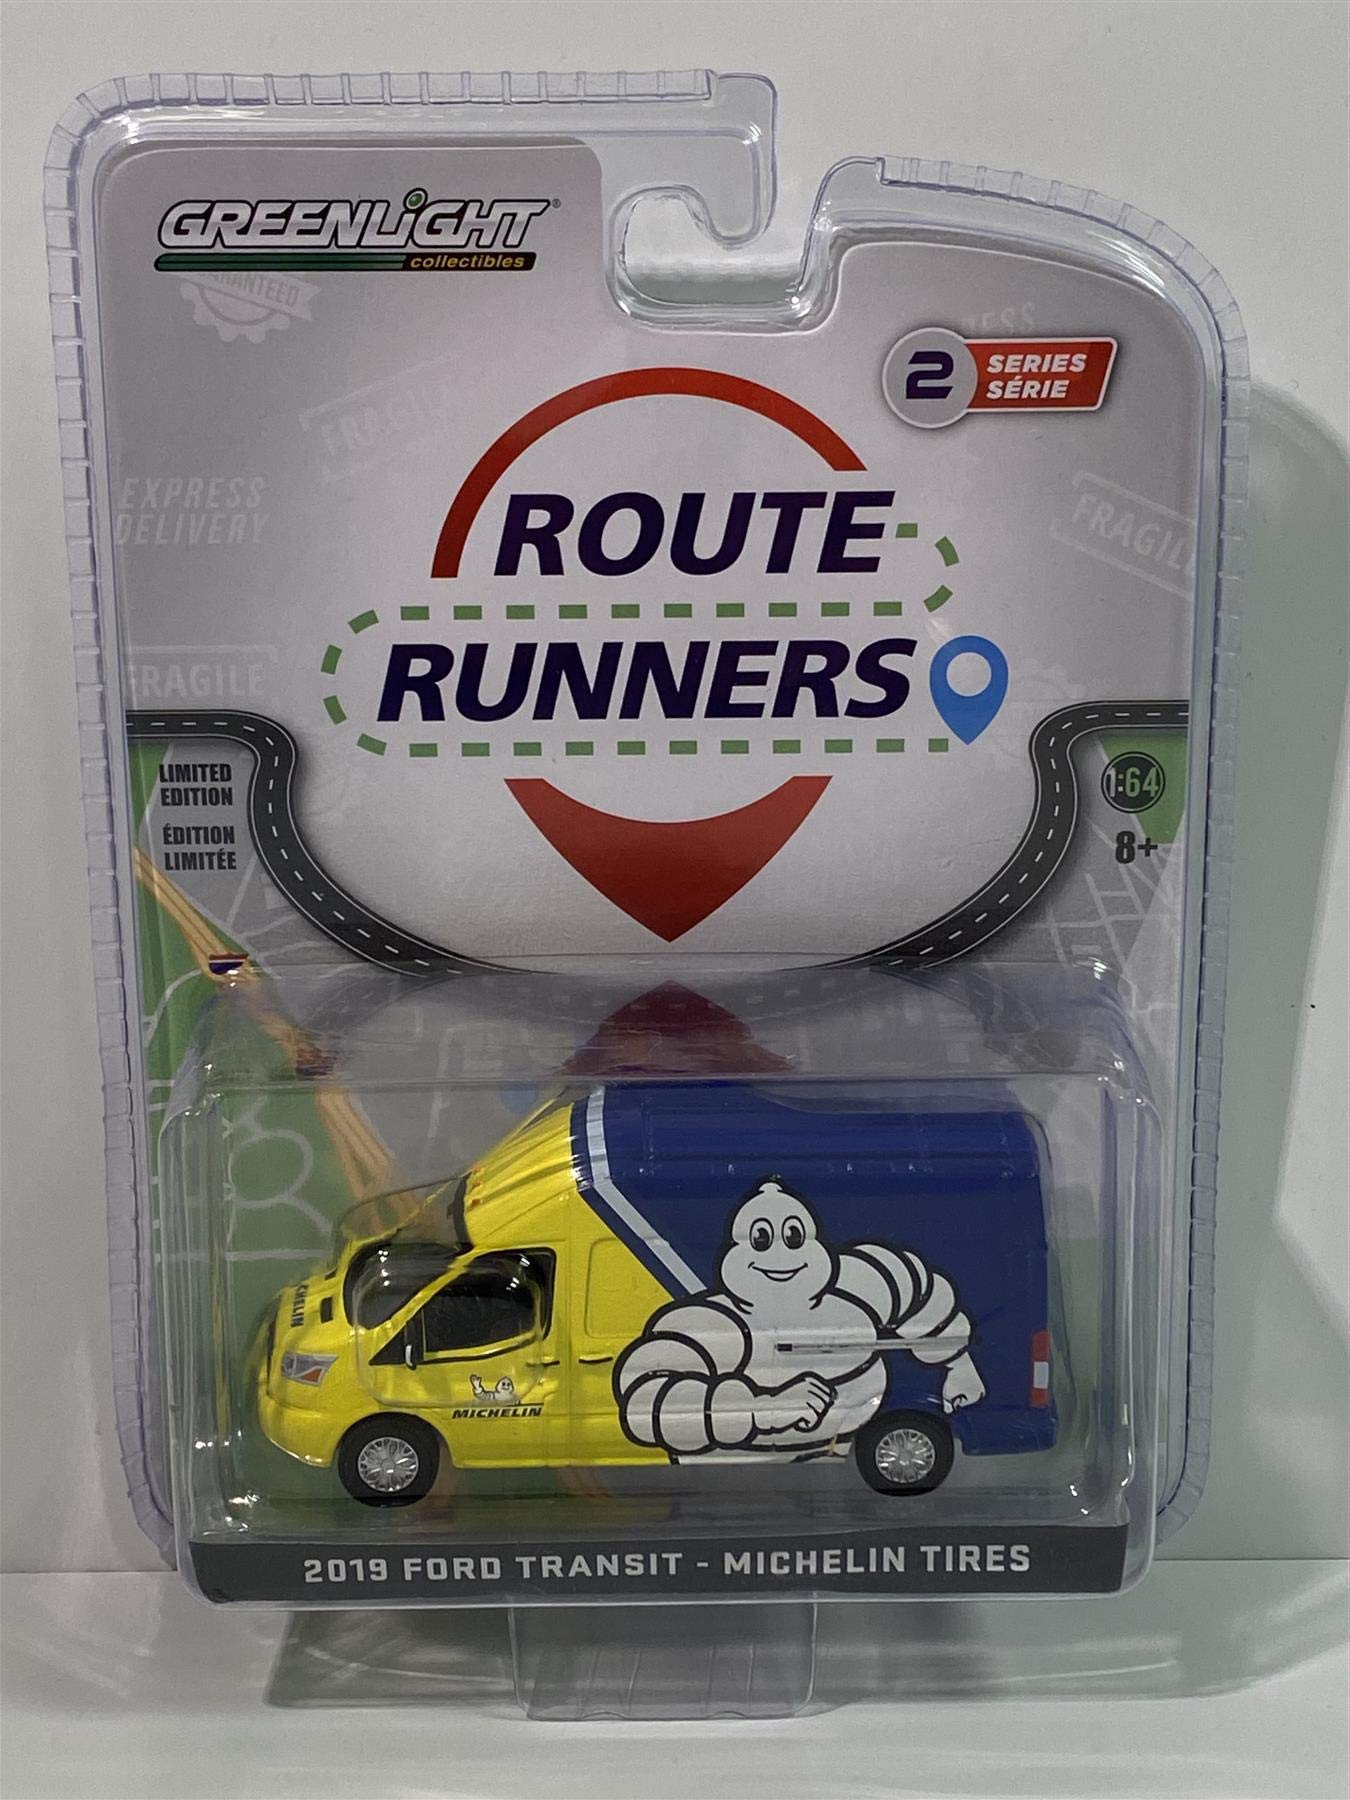 GREENLiGHT®
collectibles
GUARANTEED
2 SERIES
SÉRIE
EXPRESS
DELIVERY
FRAGILE
FRAGILE
ROUTE
RUNNERS
LIMITED
EDITION
ÉDITION
LIMITÉE
1:64
8+
MICHELIN
2019 FORD TRANSIT - MICHELIN TIRES